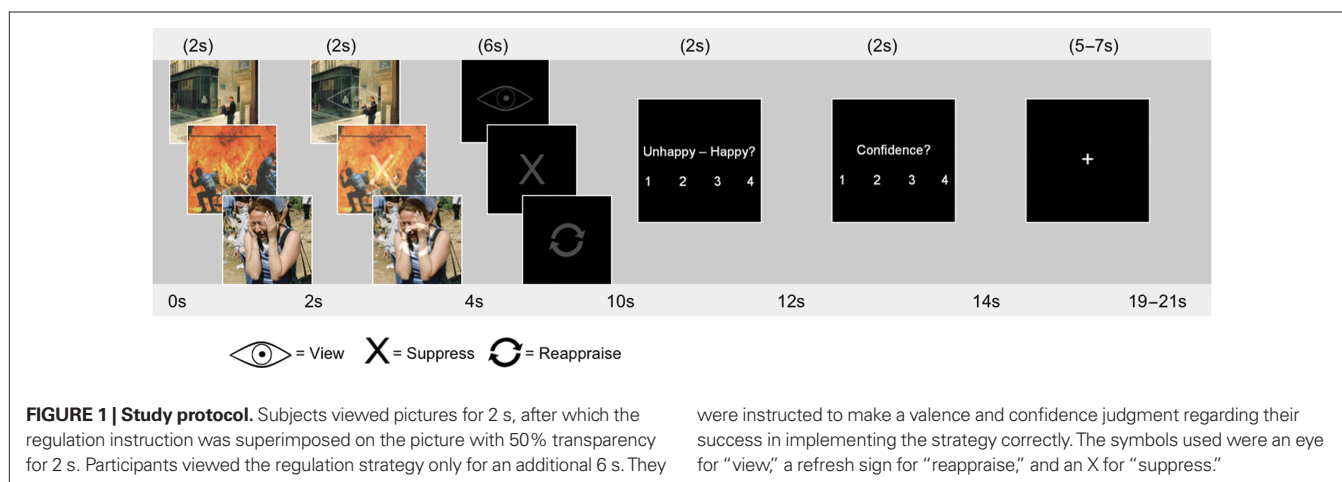 (2s) (2s) (6s) (2s) (2s) (5–7s)
X
X
Unhappy – Happy?
1 2 3 4
Confidence?
1 2 3 4
+
0s 2s 4s 10s 12s 14s 19–21s
= View X = Suppress = Reappraise
FIGURE 1 | Study protocol. Subjects viewed pictures for 2 s, after which the
regulation instruction was superimposed on the picture with 50% transparency
for 2 s. Participants viewed the regulation strategy only for an additional 6 s. They
were instructed to make a valence and confidence judgment regarding their
success in implementing the strategy correctly. The symbols used were an eye
for “view,” a refresh sign for “reappraise,” and an X for “suppress.”